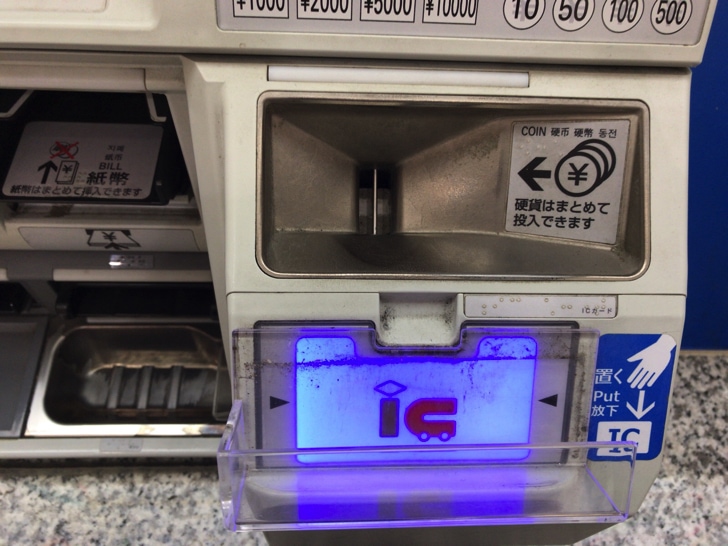 ¥1000 ¥2000 ¥5000 ¥10000
10 50 100 500
COIN 硬币 硬幣 동전
¥
硬貨はまとめて
投入できます
BILL
紙幣
紙幣はまとめて挿入できます
¥
ICカード
ic
置く
Put
放下
IC